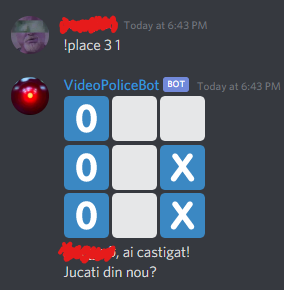 Today at 6:43 PM
!place 3 1
VideoPoliceBot BOT Today at 6:43 PM
O
O X
O X
, ai castigat!
Jucati din nou?